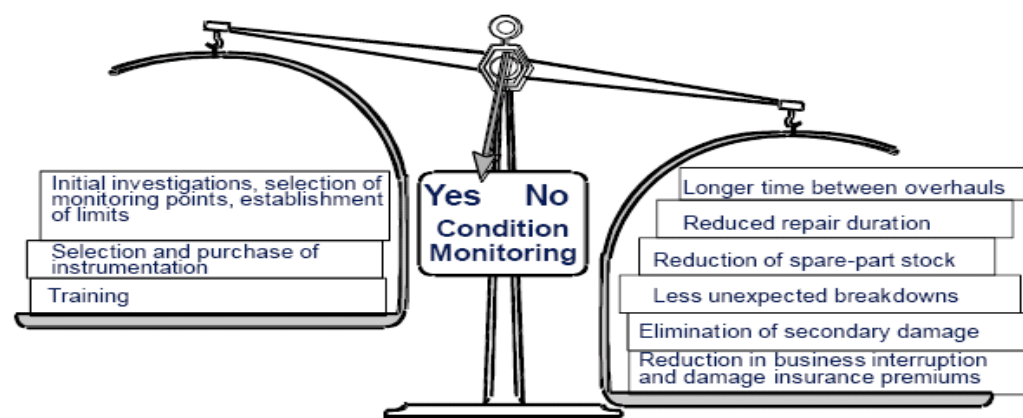 Initial investigations, selection of
monitoring points, establishment
of limits
Selection and purchase of
instrumentation
Training
Yes No
Condition
Monitoring
Longer time between overhauls
Reduced repair duration
Reduction of spare-part stock
Less unexpected breakdowns
Elimination of secondary damage
Reduction in business interruption
and damage insurance premiums